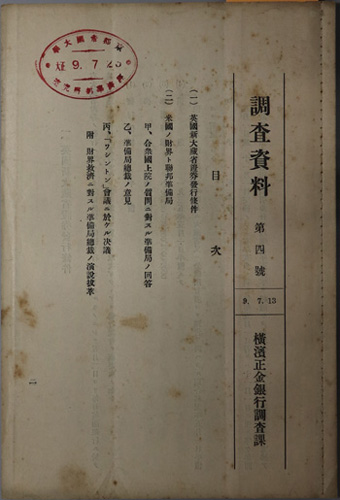 調査資料 第四號
9. 7. 13
橫濱正金銀行調査課
目次
(一) 英國新大藏省證券發行條件
(二) 米國ノ財界ト聯邦準備局
甲、合衆國上院ノ質問ニ對スル準備局ノ回答
乙、準備局總裁ノ意見
丙、「ワシントン」會議ニ於ケル決議
附 財界救濟ニ對スル準備局總裁ノ演說拔萃
9. 7. 23